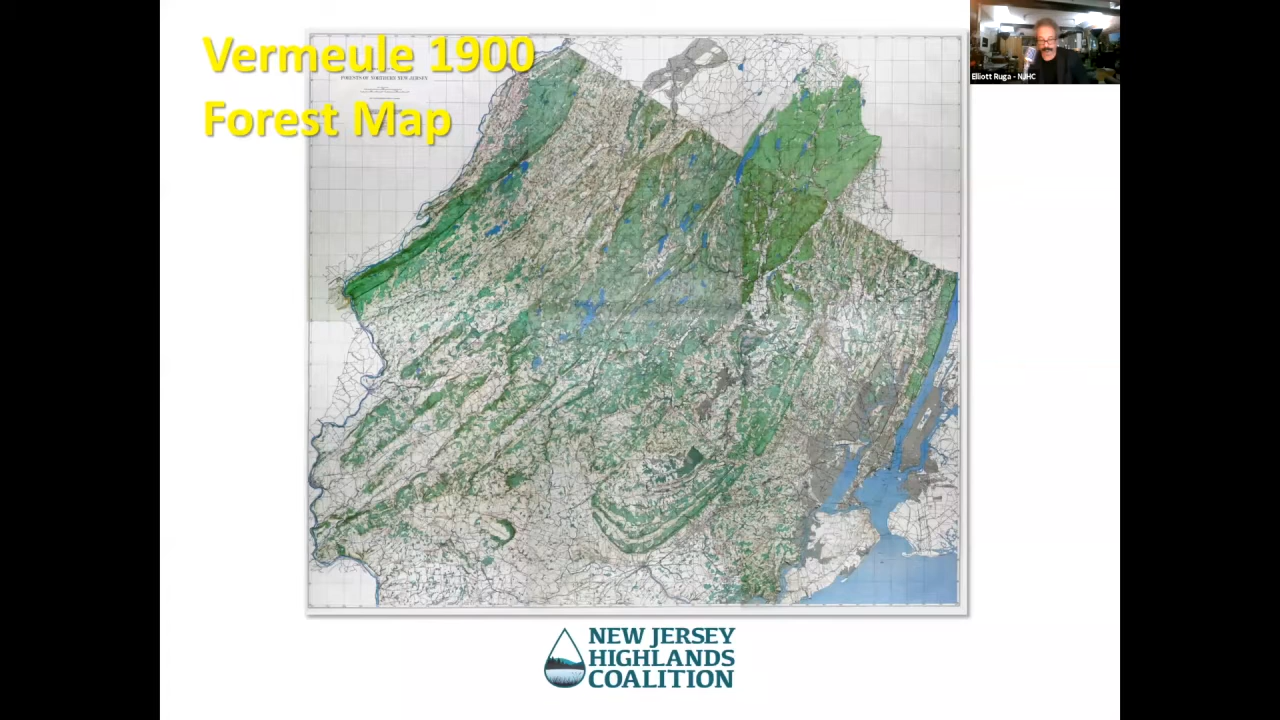 Vermeule 1900
Forest Map
FORESTS OF NORTHERN NEW JERSEY
Elliott Ruga - NJHC
NEW JERSEY
HIGHLANDS
COALITION